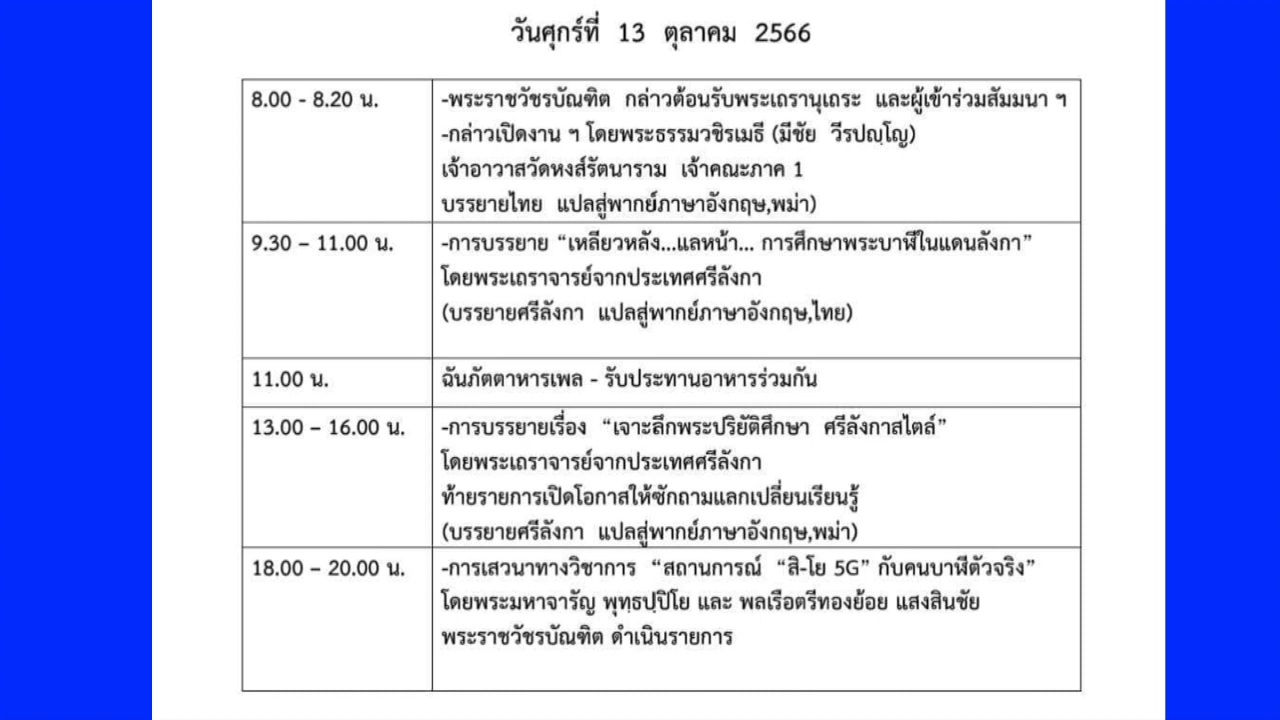 วันศุกร์ที่ 13 ตุลาคม 2566
8.00 - 8.20 น.
-พระราชวัชรบัณฑิต กล่าวต้อนรับพระเถรานุเถระ และผู้เข้าร่วมสัมมนา ฯ
-กล่าวเปิดงาน ฯ โดยพระธรรมวชิรเมธี (มีชัย วีรปญฺโญ)
เจ้าอาวาสวัดหงส์รัตนาราม เจ้าคณะภาค 1
บรรยายไทย แปลสู่พากย์ภาษาอังกฤษ,พม่า)
9.30 – 11.00 น.
-การบรรยาย “เหลียวหลัง...แลหน้า... การศึกษาพระบาฬีในแดนลังกา”
โดยพระเถราจารย์จากประเทศศรีลังกา
(บรรยายศรีลังกา แปลสู่พากย์ภาษาอังกฤษ,ไทย)
11.00 น.
ฉันภัตตาหารเพล - รับประทานอาหารร่วมกัน
13.00 – 16.00 น.
-การบรรยายเรื่อง “เจาะลึกพระปริยัติศึกษา ศรีลังกาสไตล์”
โดยพระเถราจารย์จากประเทศศรีลังกา
ท้ายรายการเปิดโอกาสให้ซักถามแลกเปลี่ยนเรียนรู้
(บรรยายศรีลังกา แปลสู่พากย์ภาษาอังกฤษ,พม่า)
18.00 – 20.00 น.
-การเสวนาทางวิชาการ “สถานการณ์ “สิ-โย 5G” กับคนบาฬีตัวจริง”
โดยพระมหาจารัญ พุทฺธปฺปิโย และ พลเรือตรีทองย้อย แสงสินชัย
พระราชวัชรบัณฑิต ดำเนินรายการ